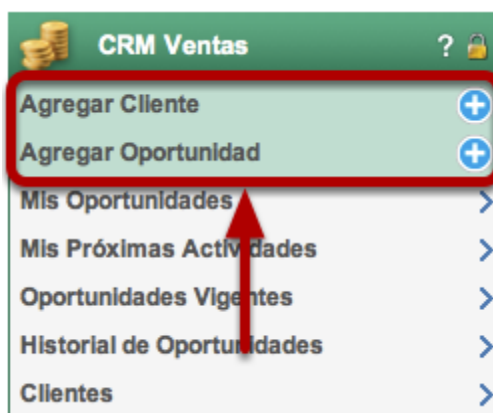 CRM Ventas ?
Agregar Cliente
Agregar Oportunidad
Mis Oportunidades
Mis Próximas Actividades
Oportunidades Vigentes
Historial de Oportunidades
Clientes